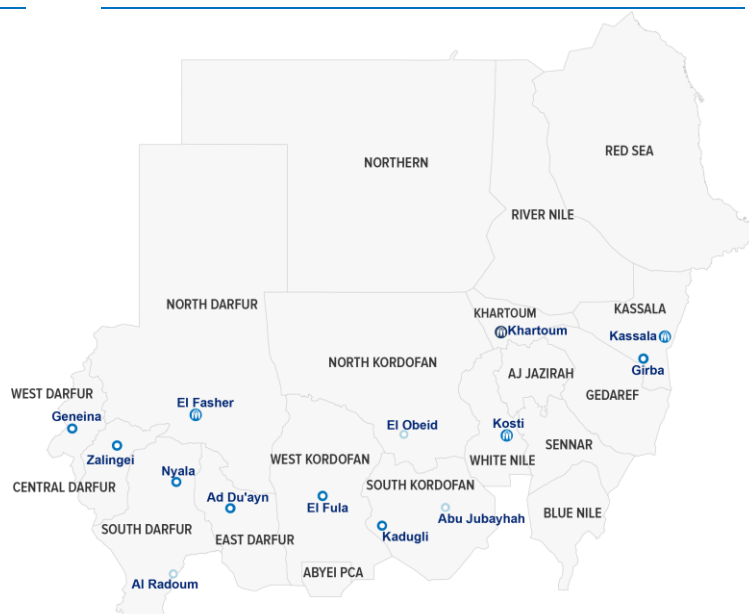 RED SEA
NORTHERN
RIVER NILE
NORTH DARFUR
KHARTOUM
KASSALA
Khartoum
Kassala
NORTH KORDOFAN
Girba
AJ JAZIRAH
WEST DARFUR
GEDAREF
El Fasher
Geneina
El Obeid
Kosti
SENNAR
Zalingei
WEST KORDOFAN
WHITE NILE
Nyala
CENTRAL DARFUR
SOUTH KORDOFAN
Ad Du'ayn
El Fula
Abu Jubayhah
BLUE NILE
SOUTH DARFUR
EAST DARFUR
Kadugli
ABYEI PCA
Al Radoum